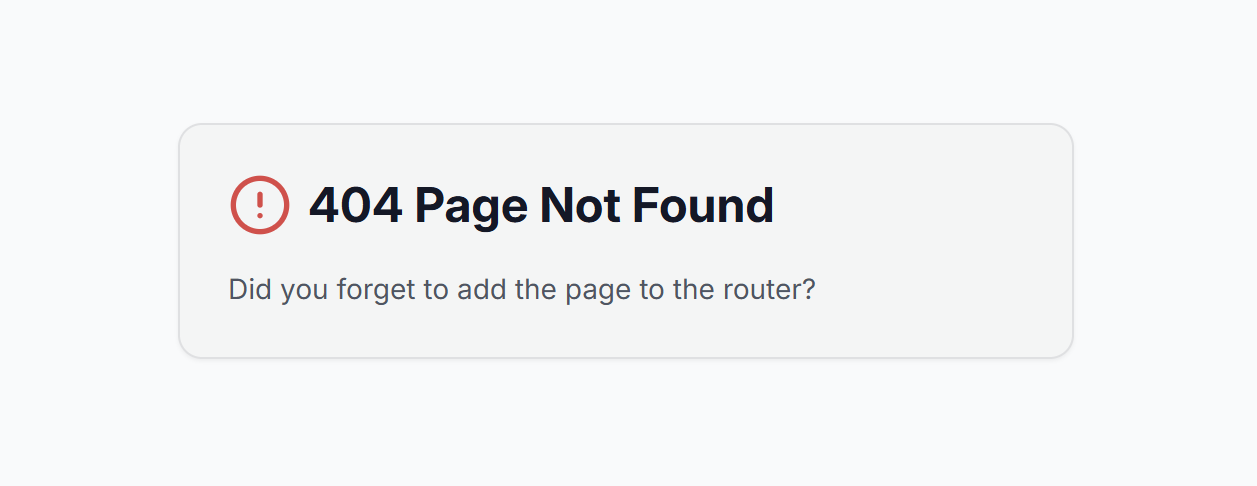 404 Page Not Found
Did you forget to add the page to the router?